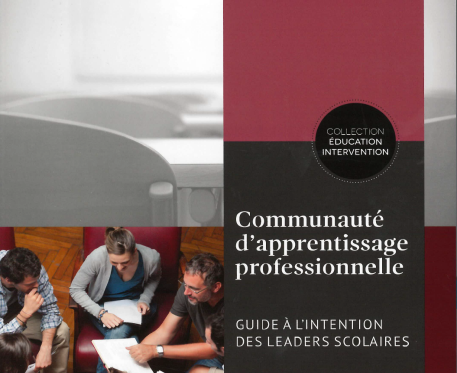 COLLECTION
ÉDUCATION
INTERVENTION
Communauté
d'apprentissage
professionnelle
GUIDE À L'INTENTION
DES LEADERS SCOLAIRES